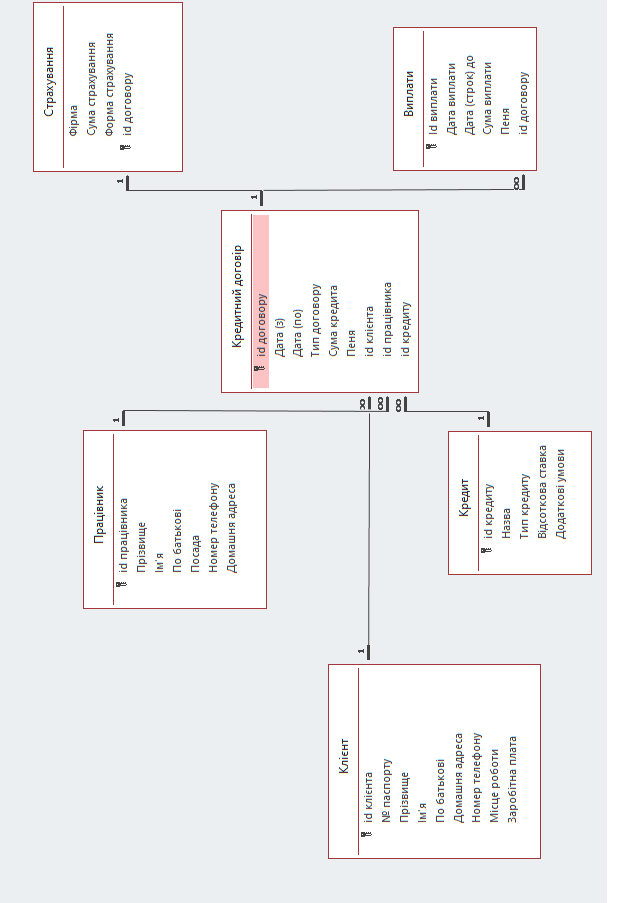 Клієнт
id клієнта
№ паспорту
Прізвище
Ім'я
По батькові
Домашня адреса
Номер телефону
Місце роботи
Заробітна плата
1
Працівник
id працівника
Прізвище
Ім'я
По батькові
Посада
Номер телефону
Домашня адреса
1
Кредит
id кредиту
Назва
Тип кредиту
Відсоткова ставка
Додаткові умови
1
∞
∞
∞
Кредитний договір
id договору
Дата (з)
Дата (по)
Тип договору
Сума кредита
Пеня
id клієнта
id працівника
id кредиту
1
1
Страхування
Фірма
Сума страхування
Форма страхування
id договору
∞
Виплати
Id виплати
Дата виплати
Дата (строк) до
Сума виплати
Пеня
id договору